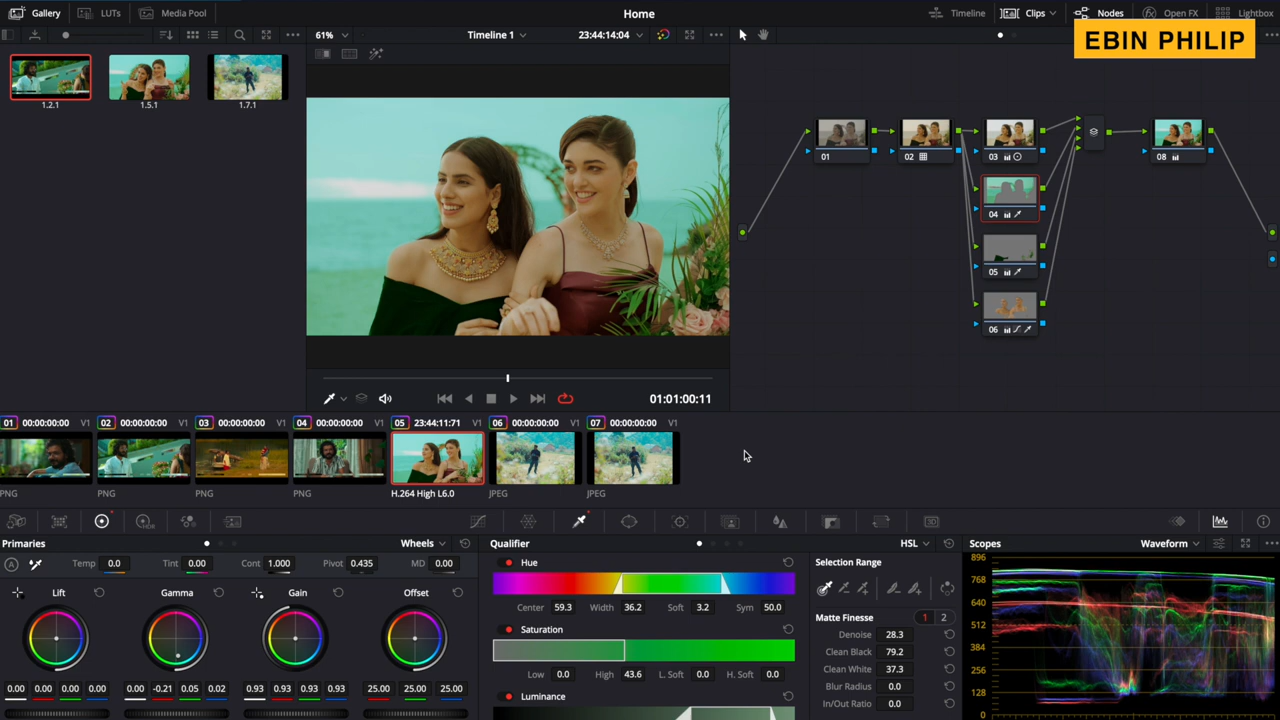 Gallery LUTs Media Pool Home Timeline Clips Nodes Open FX Lightbox
61% Timeline 1 23:44:14:04
EBIN PHILIP
1.2.1 1.5.1 1.7.1
01 02 03 08
04
05
06
01:01:00:11
01 00:00:00:00 V1 02 00:00:00:00 V1 03 00:00:00:00 V1 04 00:00:00:00 V1 05 23:44:11:71 V1 06 00:00:00:00 V1 07 00:00:00:00 V1
PNG PNG PNG PNG H.264 High L6.0 JPEG JPEG
3D
Primaries Wheels Qualifier HSL Scopes Waveform
A Temp 0.0 Tint 0.00 Cont 1.000 Pivot 0.435 MD 0.00
Hue Selection Range
Lift Gamma Gain Offset
Center 59.3 Width 36.2 Soft 3.2 Sym 50.0
Matte Finesse 1 2
Saturation
Denoise 28.3
Clean Black 79.2
Clean White 37.3
Low 0.0 High 43.6 L. Soft 0.0 H. Soft 0.0
Blur Radius 0.0
0.00 0.00 0.00 0.00 0.00 -0.21 0.05 0.02 0.93 0.93 0.93 0.93 25.00 25.00 25.00
Luminance
In/Out Ratio 0.0
896
768
640
512
384
256
128
0